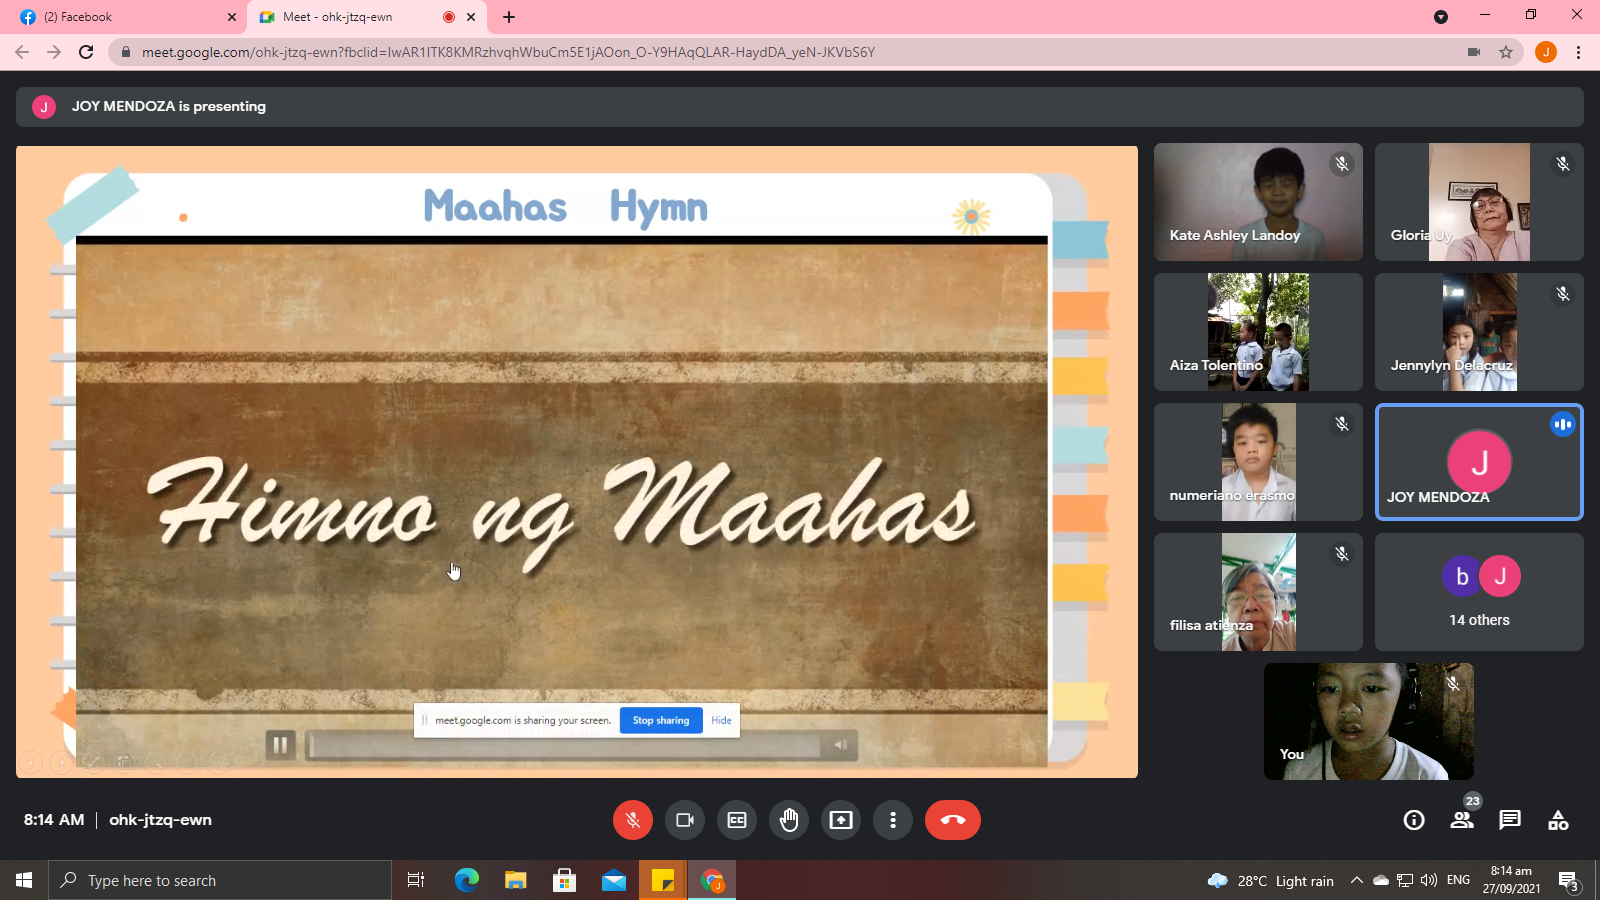 (2) Facebook
Meet - ohk-jtzq-ewn
meet.google.com/ohk-jtzq-ewn?fbclid=IwAR1ITK8KMRzhvqhWbuCm5E1jAOon_O-Y9HAqQLAR-HaydDA_yeN-JKVbS6Y
J
J
JOY MENDOZA is presenting
Maahas Hymn
Himno ng Maahas
meet.google.com is sharing your screen.
Stop sharing
Hide
Kate Ashley Landoy
Gloria Uy
Aiza Tolentino
Jennylyn Delacruz
numeriano erasmo
J
JOY MENDOZA
filisa atienza
b
J
14 others
You
8:14 AM
ohk-jtzq-ewn
23
Type here to search
J
28°C Light rain
ENG
8:14 am
27/09/2021
3